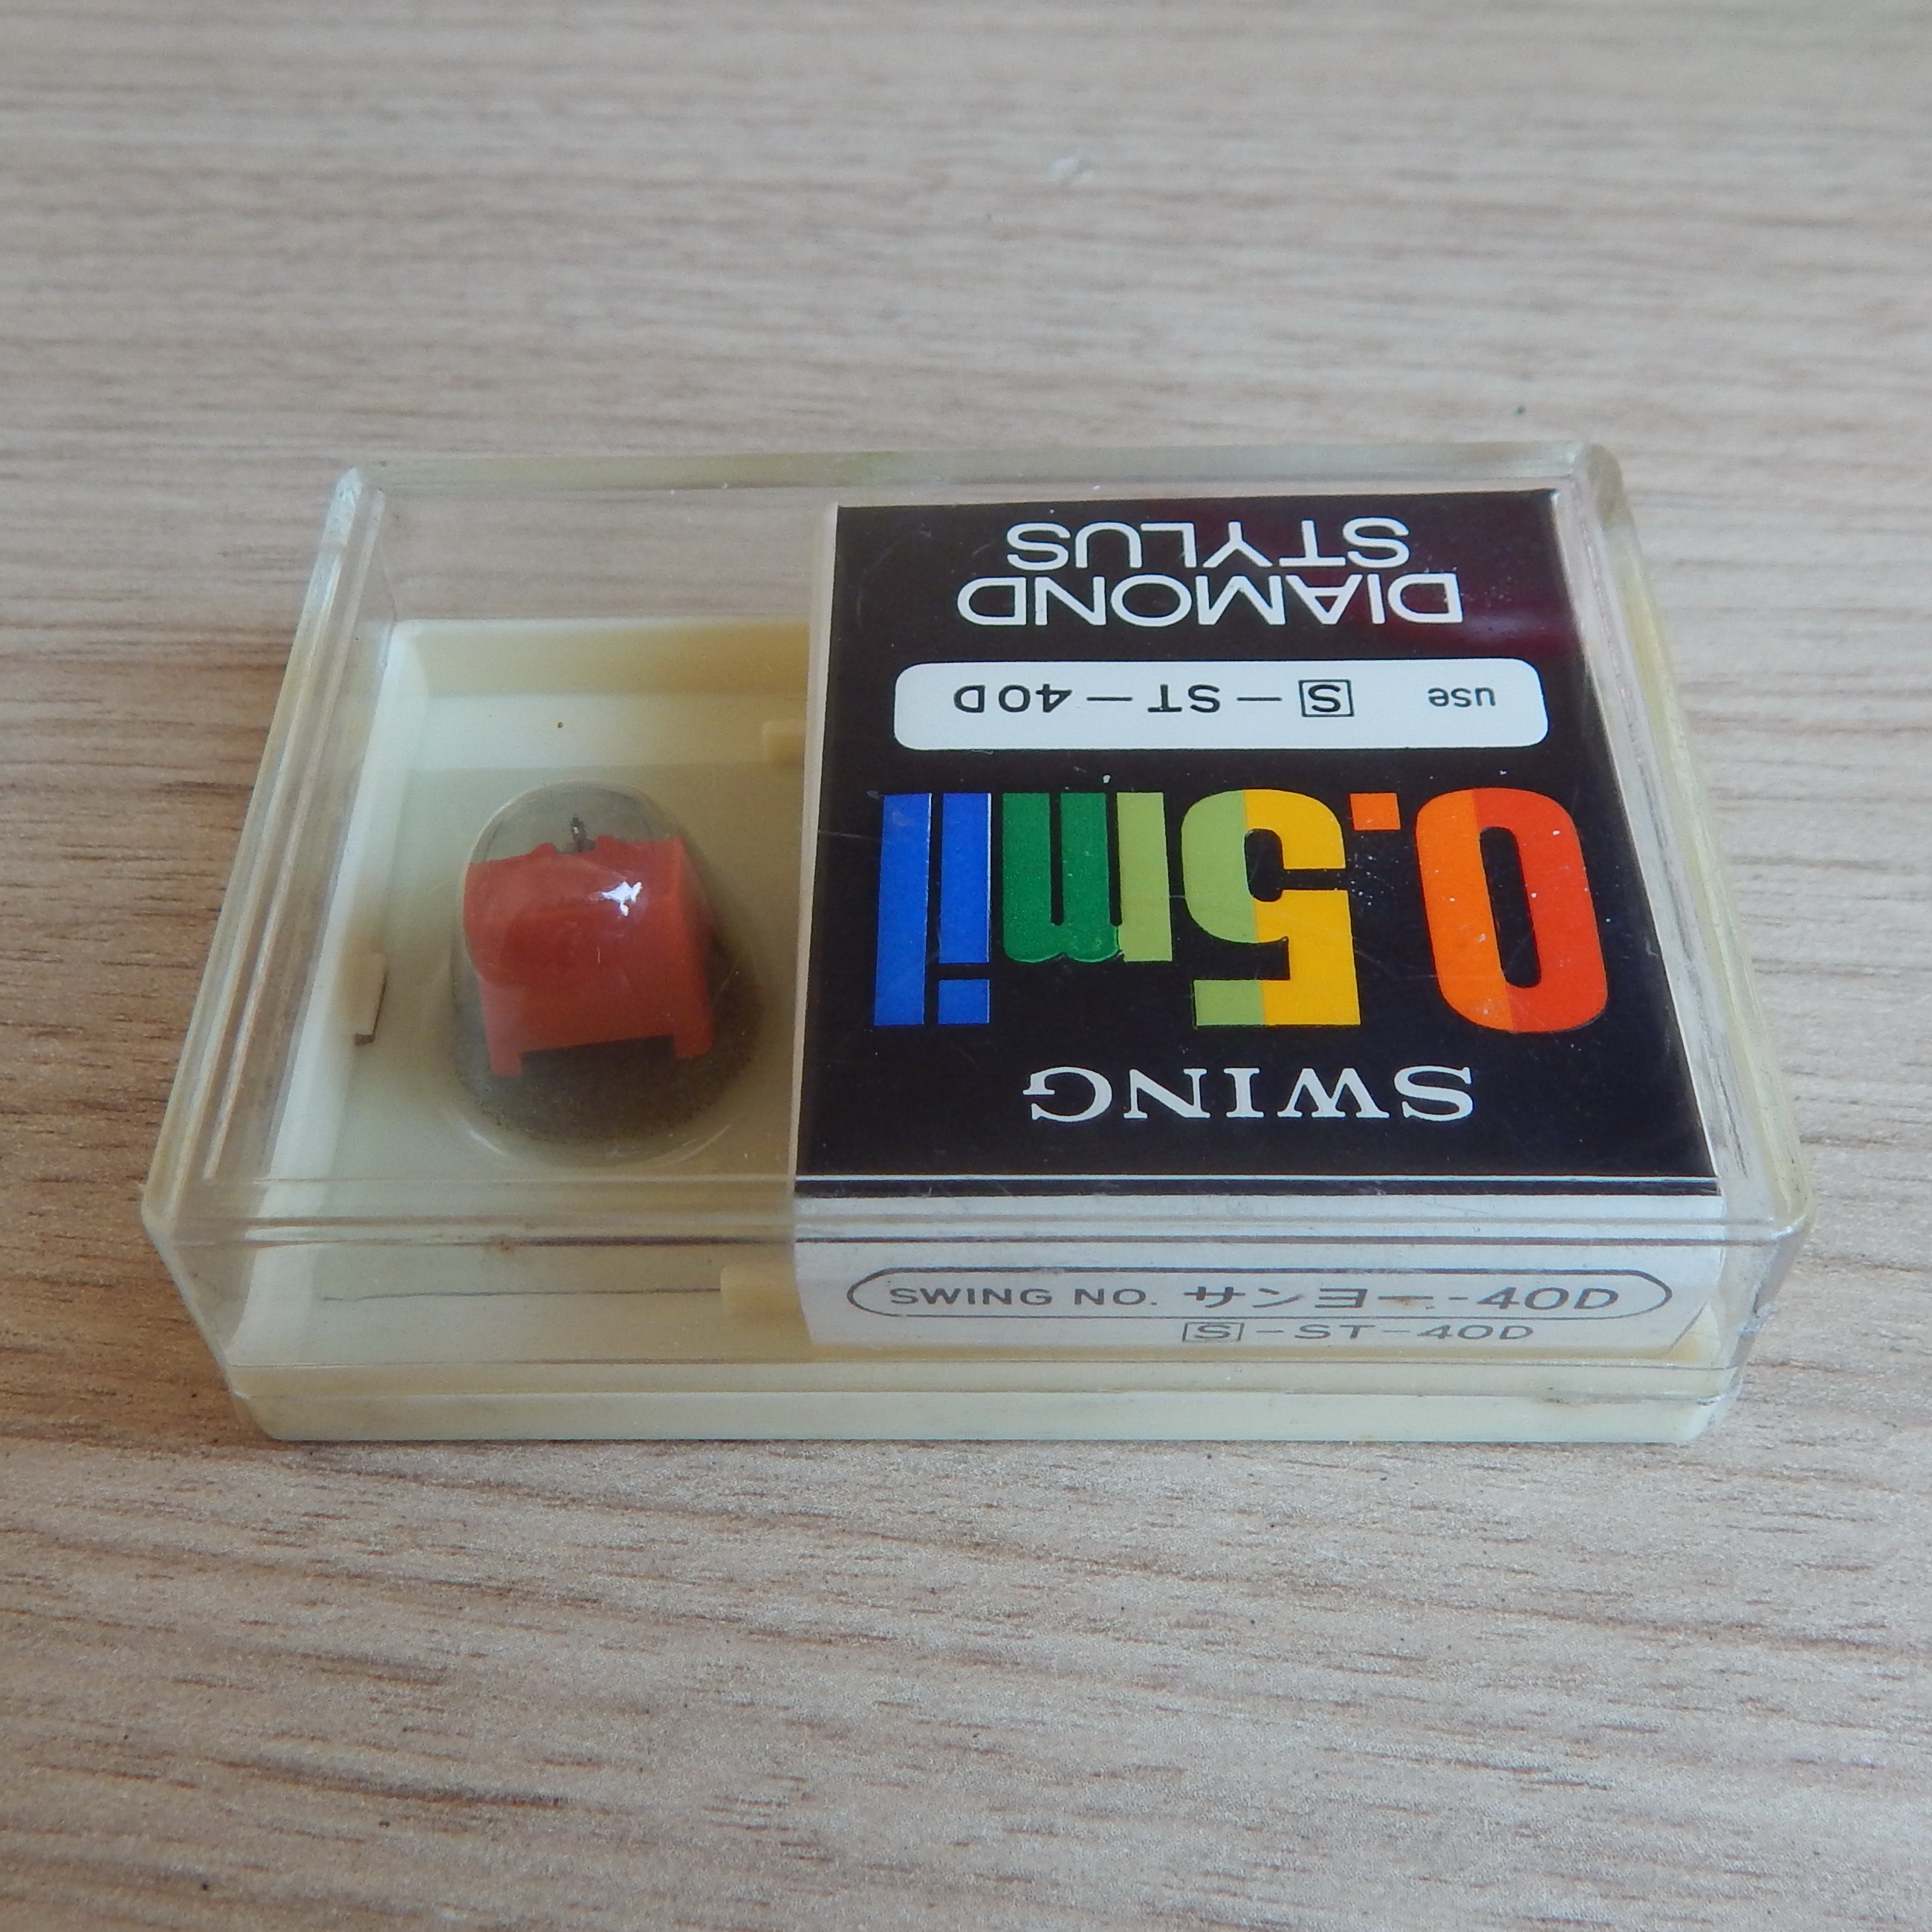 SWING
0.5mil
use S-ST-40D
DIAMOND
STYLUS
SWING NO. サンヨー-40D
S-ST-40D